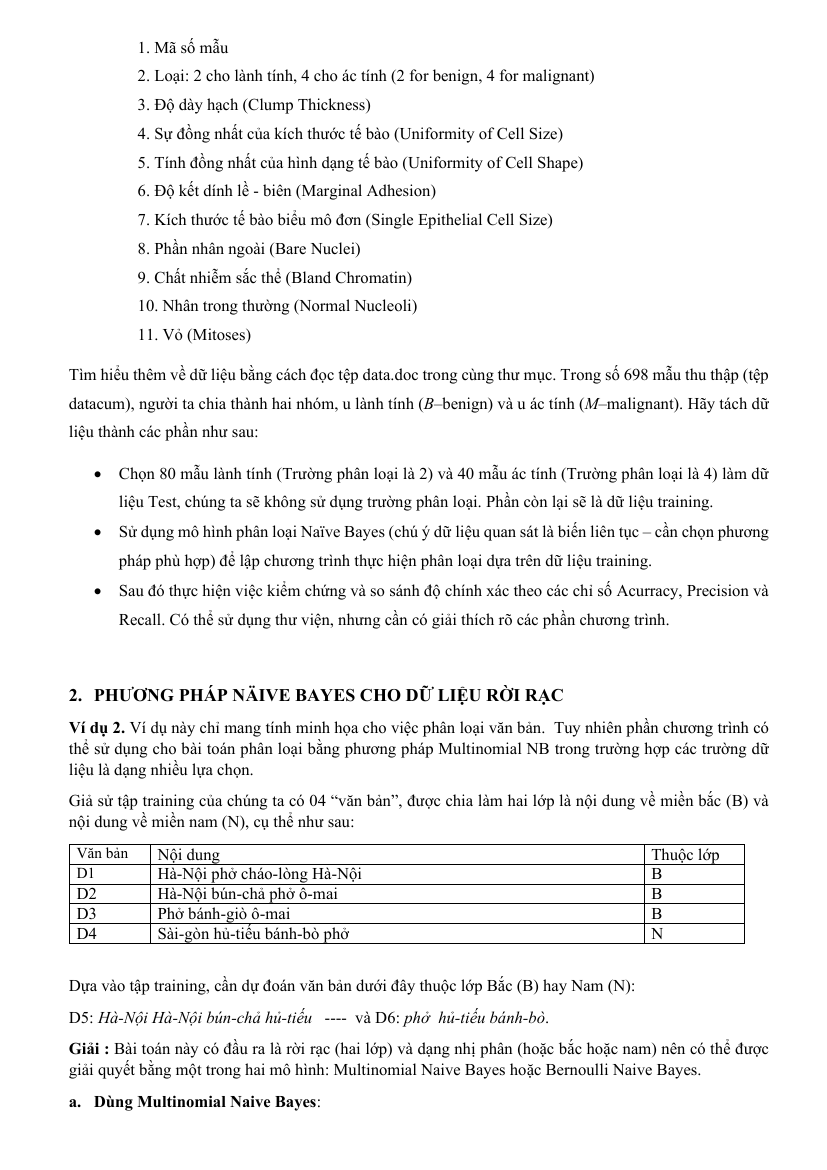 1. Mã số mẫu
2. Loại: 2 cho lành tính, 4 cho ác tính (2 for benign, 4 for malignant)
3. Độ dày hạch (Clump Thickness)
4. Sự đồng nhất của kích thước tế bào (Uniformity of Cell Size)
5. Tính đồng nhất của hình dạng tế bào (Uniformity of Cell Shape)
6. Độ kết dính lề - biên (Marginal Adhesion)
7. Kích thước tế bào biểu mô đơn (Single Epithelial Cell Size)
8. Phần nhân ngoài (Bare Nuclei)
9. Chất nhiễm sắc thể (Bland Chromatin)
10. Nhân trong thường (Normal Nucleoli)
11. Vỏ (Mitoses)
Tìm hiểu thêm về dữ liệu bằng cách đọc tệp data.doc trong cùng thư mục. Trong số 698 mẫu thu thập (tệp
datacum), người ta chia thành hai nhóm, u lành tính (B–benign) và u ác tính (M–malignant). Hãy tách dữ
liệu thành các phần như sau:
• Chọn 80 mẫu lành tính (Trường phân loại là 2) và 40 mẫu ác tính (Trường phân loại là 4) làm dữ
liệu Test, chúng ta sẽ không sử dụng trường phân loại. Phần còn lại sẽ là dữ liệu training.
• Sử dụng mô hình phân loại Naïve Bayes (chú ý dữ liệu quan sát là biến liên tục – cần chọn phương
pháp phù hợp) để lập chương trình thực hiện phân loại dựa trên dữ liệu training.
• Sau đó thực hiện việc kiểm chứng và so sánh độ chính xác theo các chỉ số Acurracy, Precision và
Recall. Có thể sử dụng thư viện, nhưng cần có giải thích rõ các phần chương trình.
2. PHƯƠNG PHÁP NÄIVE BAYES CHO DỮ LIỆU RỜI RẠC
Ví dụ 2. Ví dụ này chỉ mang tính minh họa cho việc phân loại văn bản. Tuy nhiên phần chương trình có
thể sử dụng cho bài toán phân loại bằng phương pháp Multinomial NB trong trường hợp các trường dữ
liệu là dạng nhiều lựa chọn.
Giả sử tập training của chúng ta có 04 “văn bản”, được chia làm hai lớp là nội dung về miền bắc (B) và
nội dung về miền nam (N), cụ thể như sau:
Văn bản Nội dung Thuộc lớp
D1 Hà-Nội phở cháo-lòng Hà-Nội B
D2 Hà-Nội bún-chả phở ô-mai B
D3 Phở bánh-giò ô-mai B
D4 Sài-gòn hủ-tiếu bánh-bò phở N
Dựa vào tập training, cần dự đoán văn bản dưới đây thuộc lớp Bắc (B) hay Nam (N):
D5: Hà-Nội Hà-Nội bún-chả hủ-tiếu ---- và D6: phở hủ-tiếu bánh-bò.
Giải : Bài toán này có đầu ra là rời rạc (hai lớp) và dạng nhị phân (hoặc bắc hoặc nam) nên có thể được
giải quyết bằng một trong hai mô hình: Multinomial Naive Bayes hoặc Bernoulli Naive Bayes.
a. Dùng Multinomial Naive Bayes: